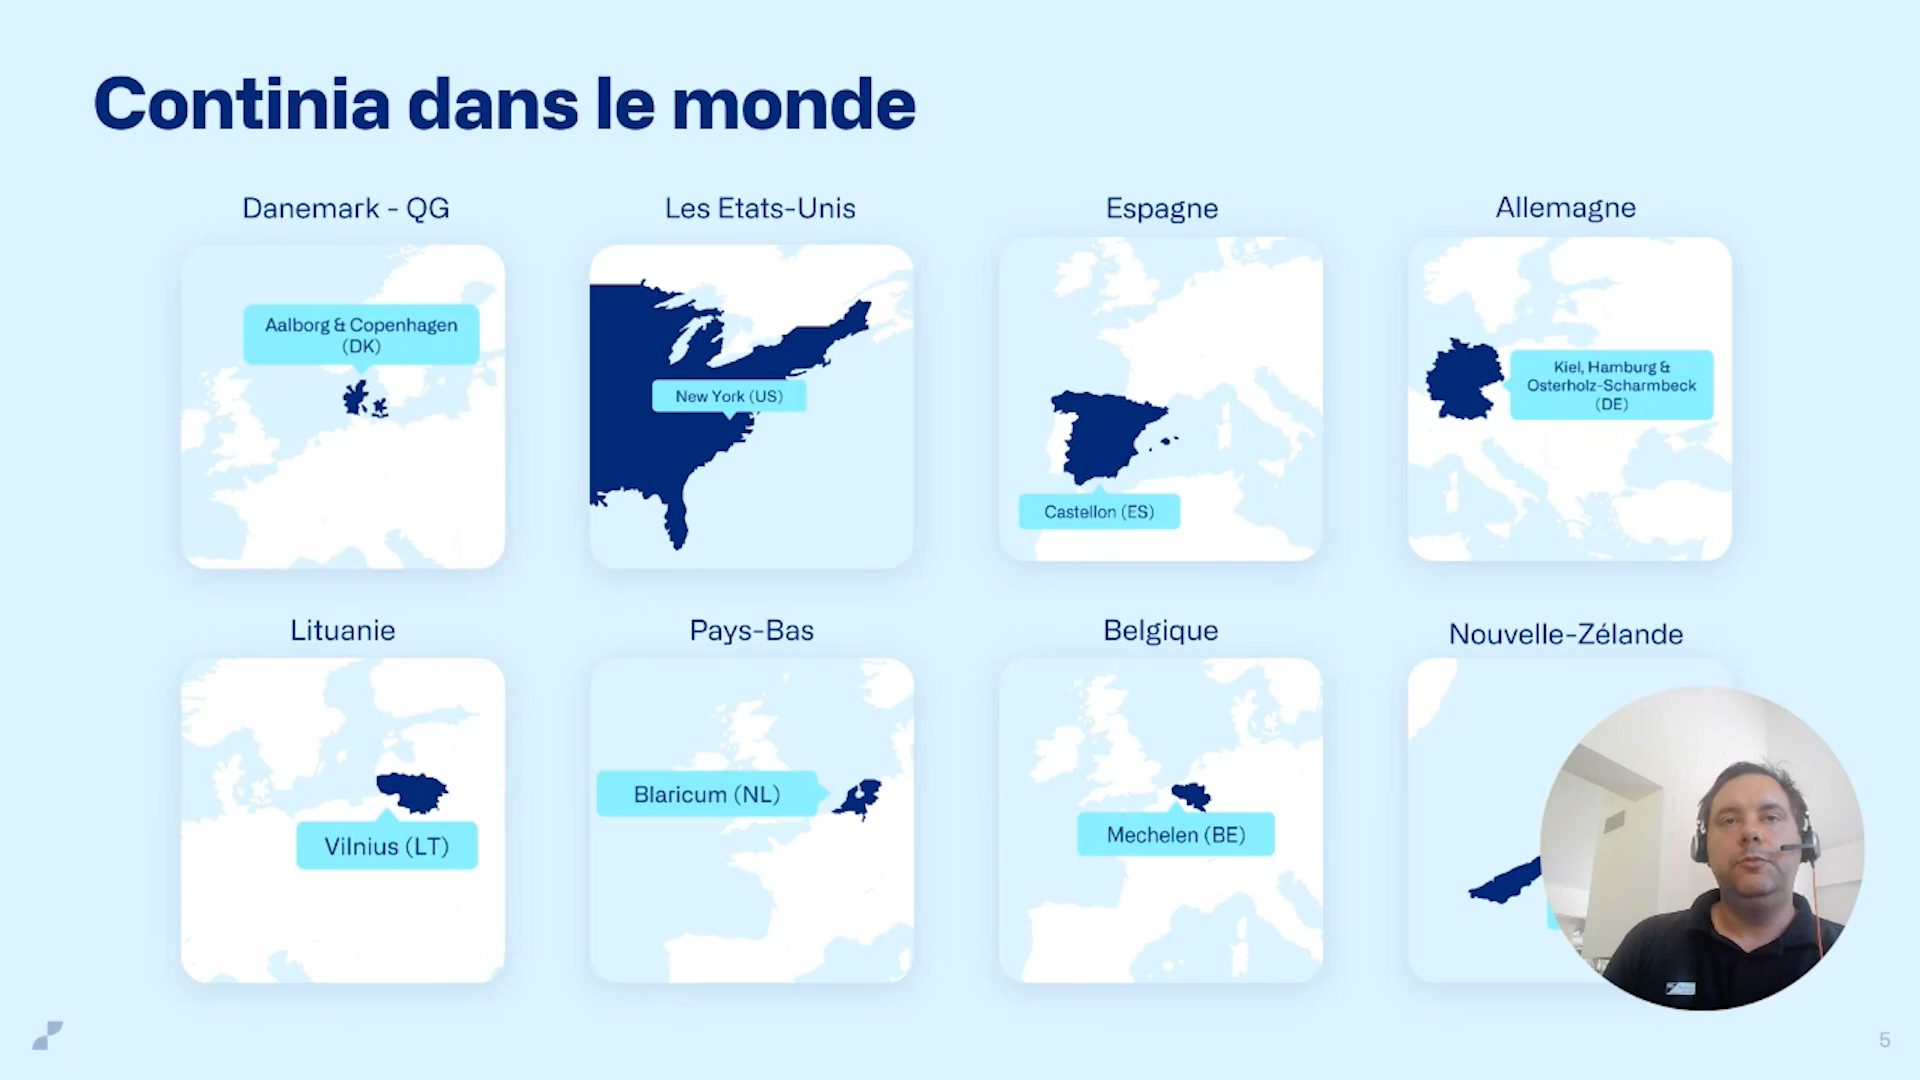 Continia dans le monde
Danemark - QG
Les Etats-Unis
Espagne
Allemagne
Aalborg & Copenhagen
(DK)
New York (US)
Castellon (ES)
Kiel, Hamburg &
Osterholz-Scharmbeck
(DE)
Lituanie
Pays-Bas
Belgique
Nouvelle-Zélande
Vilnius (LT)
Blaricum (NL)
Mechelen (BE)
5